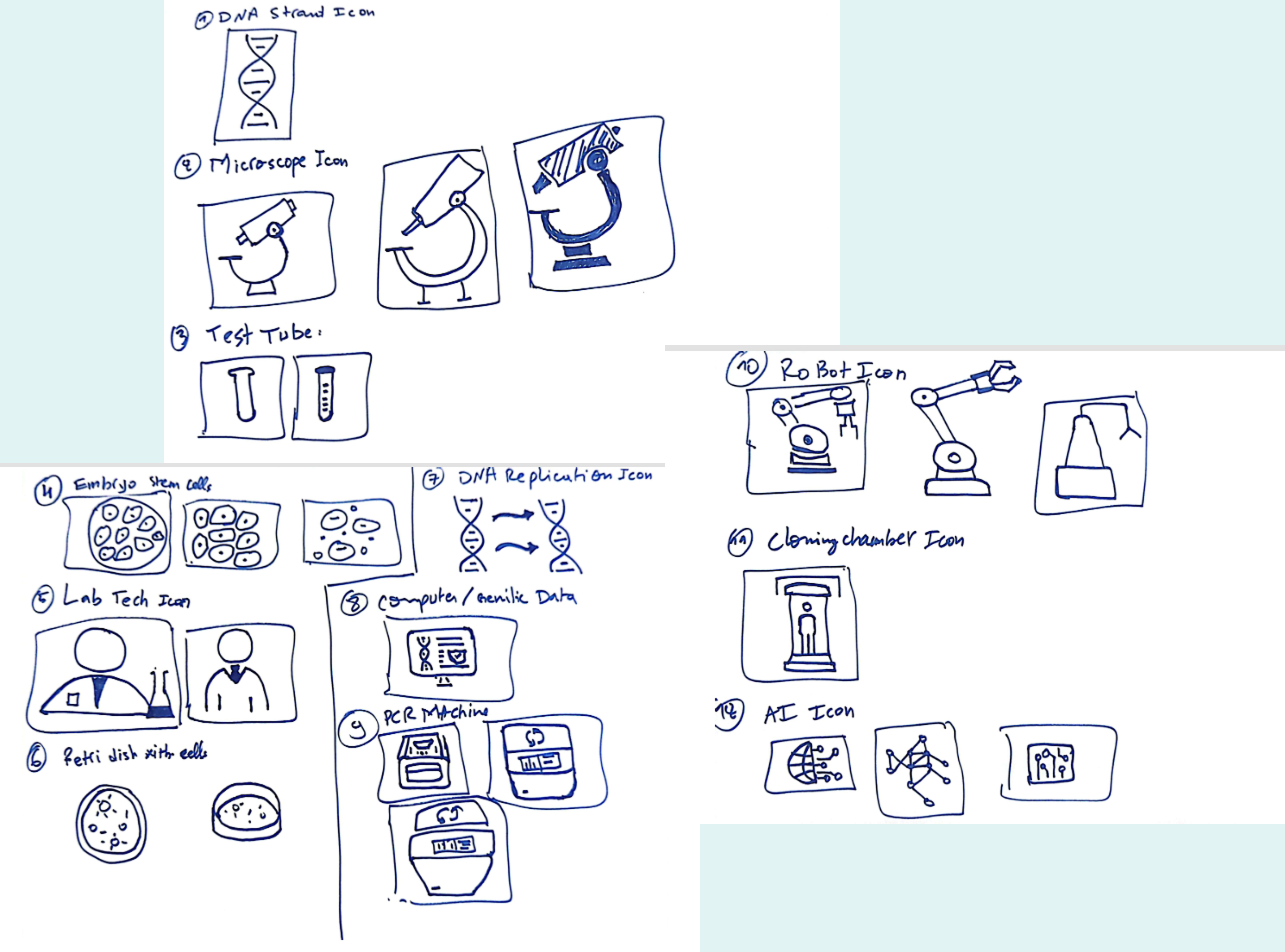 1 DNA Strand Icon
2 Microscope Icon
3 Test Tube:
4 Embryo Stem Cells
5 Lab Tech Icon
6 Petri dish with cells
7 DNA Replication Icon
8 Computer / Genilic Data
9 PCR Machine
10 RoBot Icon
11 Cloning chamber Icon
12 AI Icon